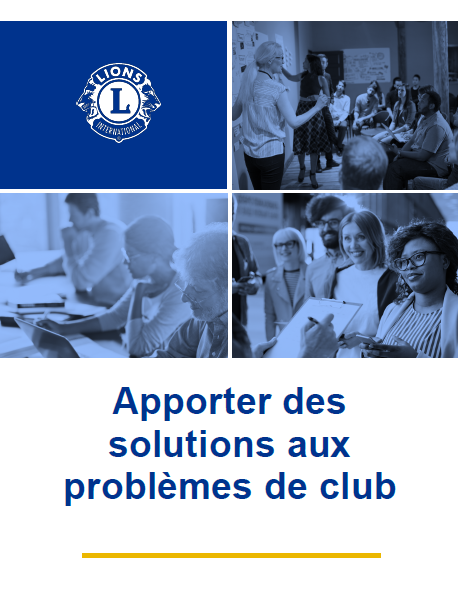 LIONS
L
INTERNATIONAL
Apporter des
solutions aux
problèmes de club